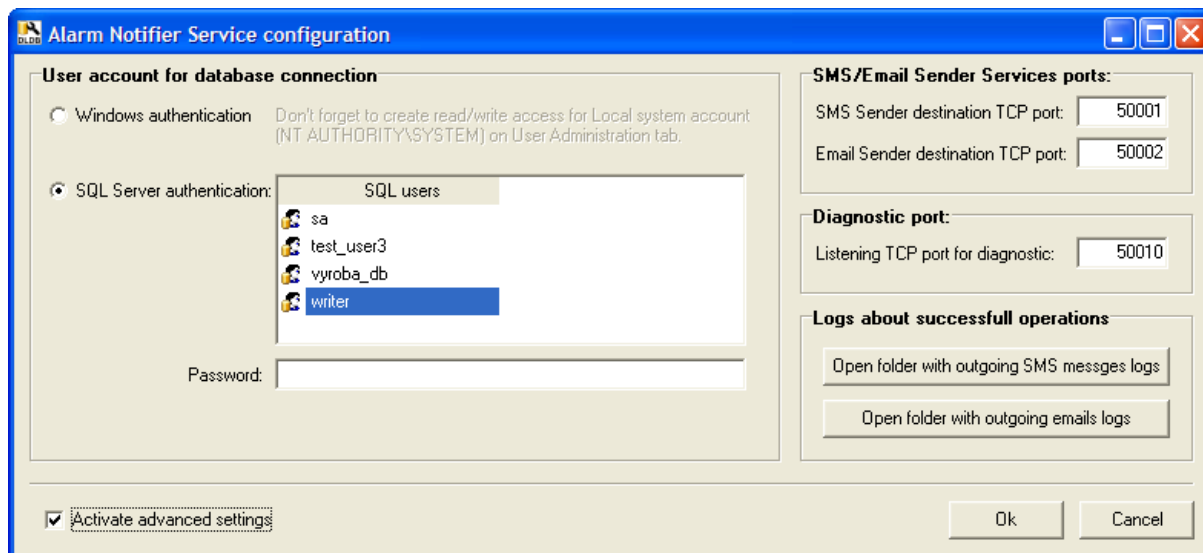 DLDB Alarm Notifier Service configuration
User account for database connection
Windows authentication
Don't forget to create read/write access for Local system account
(NT AUTHORITY\SYSTEM) on User Administration tab.
SQL Server authentication:
SQL users
sa
test_user3
vyroba_db
writer
Password:
SMS/Email Sender Services ports:
SMS Sender destination TCP port: 50001
Email Sender destination TCP port: 50002
Diagnostic port:
Listening TCP port for diagnostic: 50010
Logs about successfull operations
Open folder with outgoing SMS messges logs
Open folder with outgoing emails logs
Activate advanced settings
Ok
Cancel